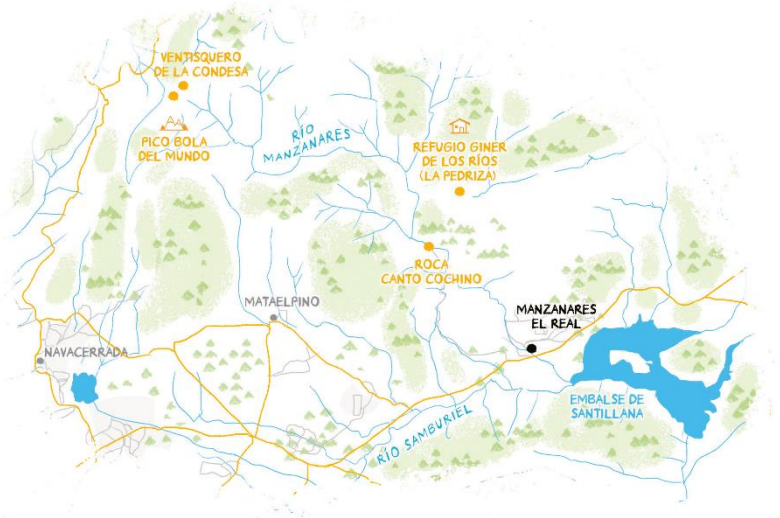 VENTISQUERO
DE LA CONDESA
PICO BOLA
DEL MUNDO
RÍO
MANZANARES
REFUGIO GINER
DE LOS RÍOS
(LA PEDRIZA)
ROCA
CANTO COCHINO
MATAELPINO
MANZANARES
EL REAL
NAVACERRADA
EMBALSE DE
SANTILLANA
RÍO SAMBURIEL